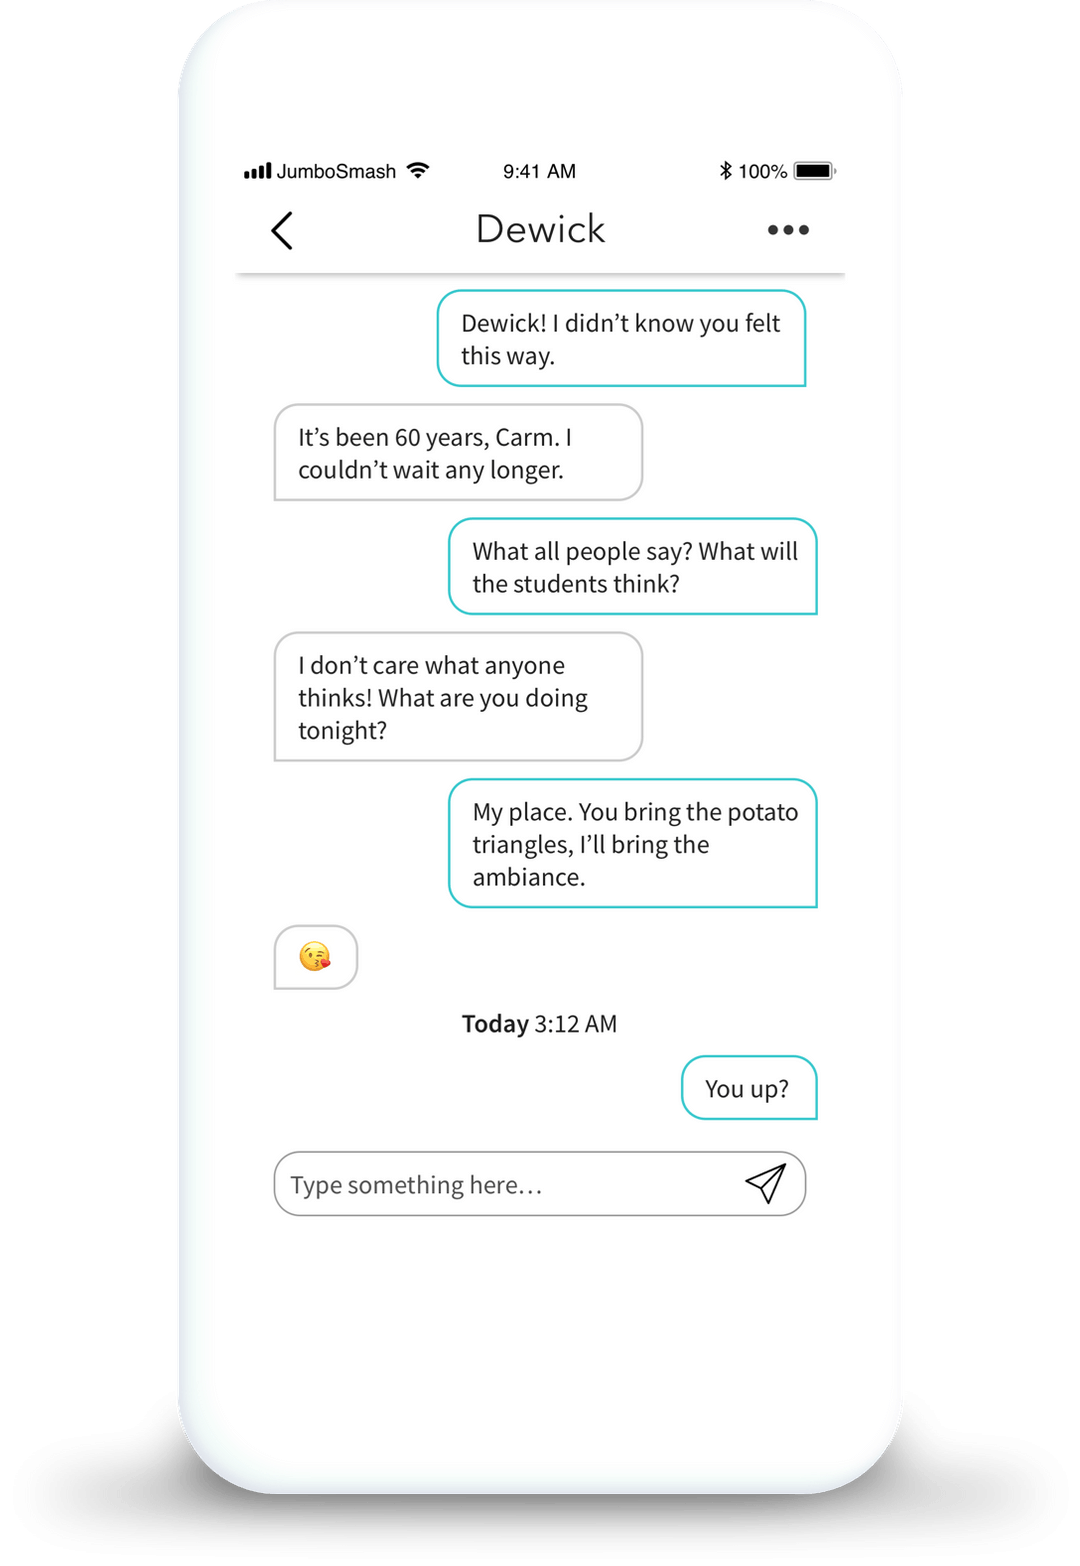 JumboSmash 9:41 AM 100%
Dewick
Dewick! I didn’t know you felt
this way.
It’s been 60 years, Carm. I
couldn’t wait any longer.
What all people say? What will
the students think?
I don’t care what anyone
thinks! What are you doing
tonight?
My place. You bring the potato
triangles, I’ll bring the
ambiance.
😘
Today 3:12 AM
You up?
Type something here…